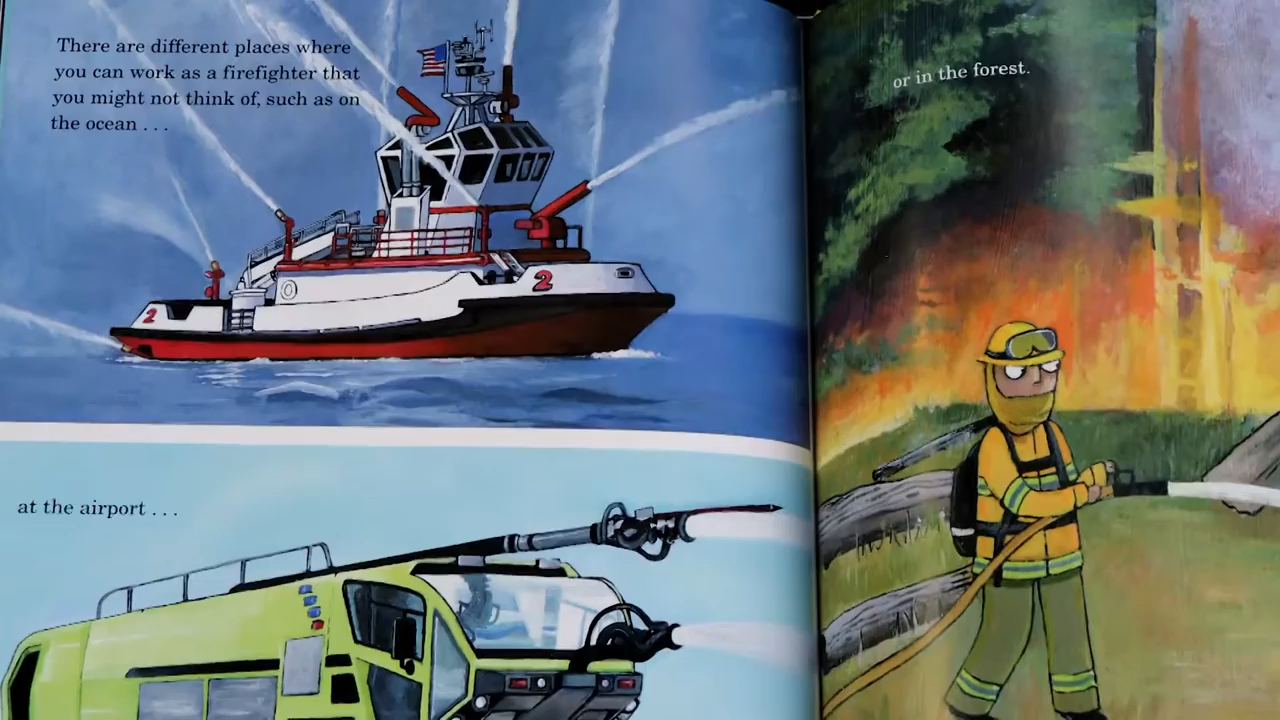 There are different places where
you can work as a firefighter that
you might not think of, such as on
the ocean . . .
2
2
at the airport . . .
or in the forest.